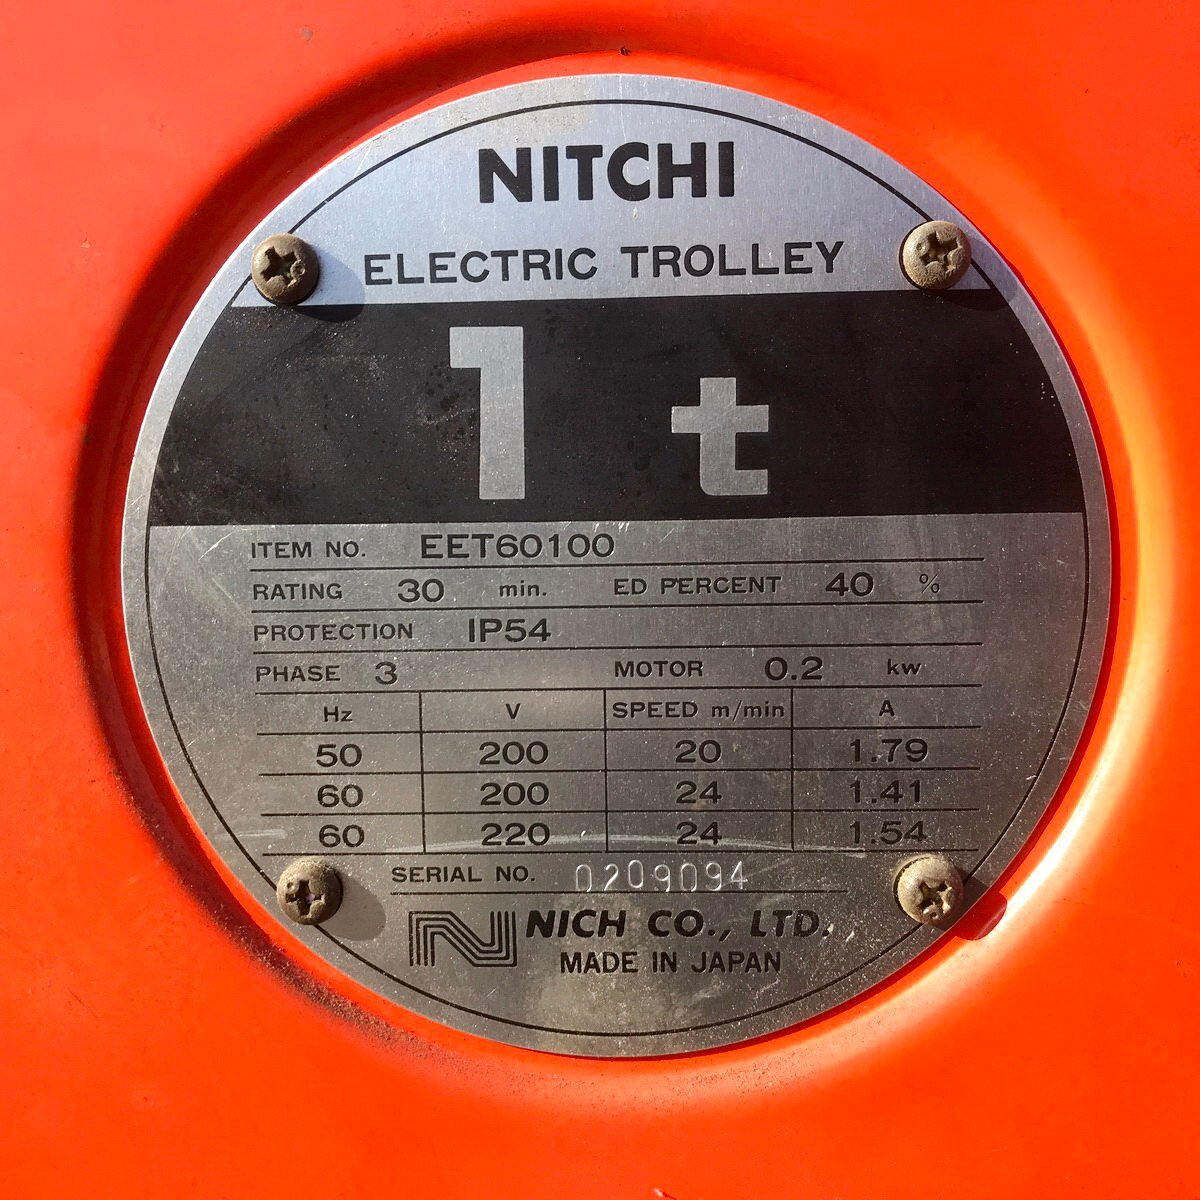 NITCHI
ELECTRIC TROLLEY
1 t
ITEM NO. EET60100
RATING 30 min. ED PERCENT 40 %
PROTECTION IP54
PHASE 3 MOTOR 0.2 kw
Hz V SPEED m/min A
50 200 20 1.79
60 200 24 1.41
60 220 24 1.54
SERIAL NO. 0209094
N NICH CO., LTD.
MADE IN JAPAN